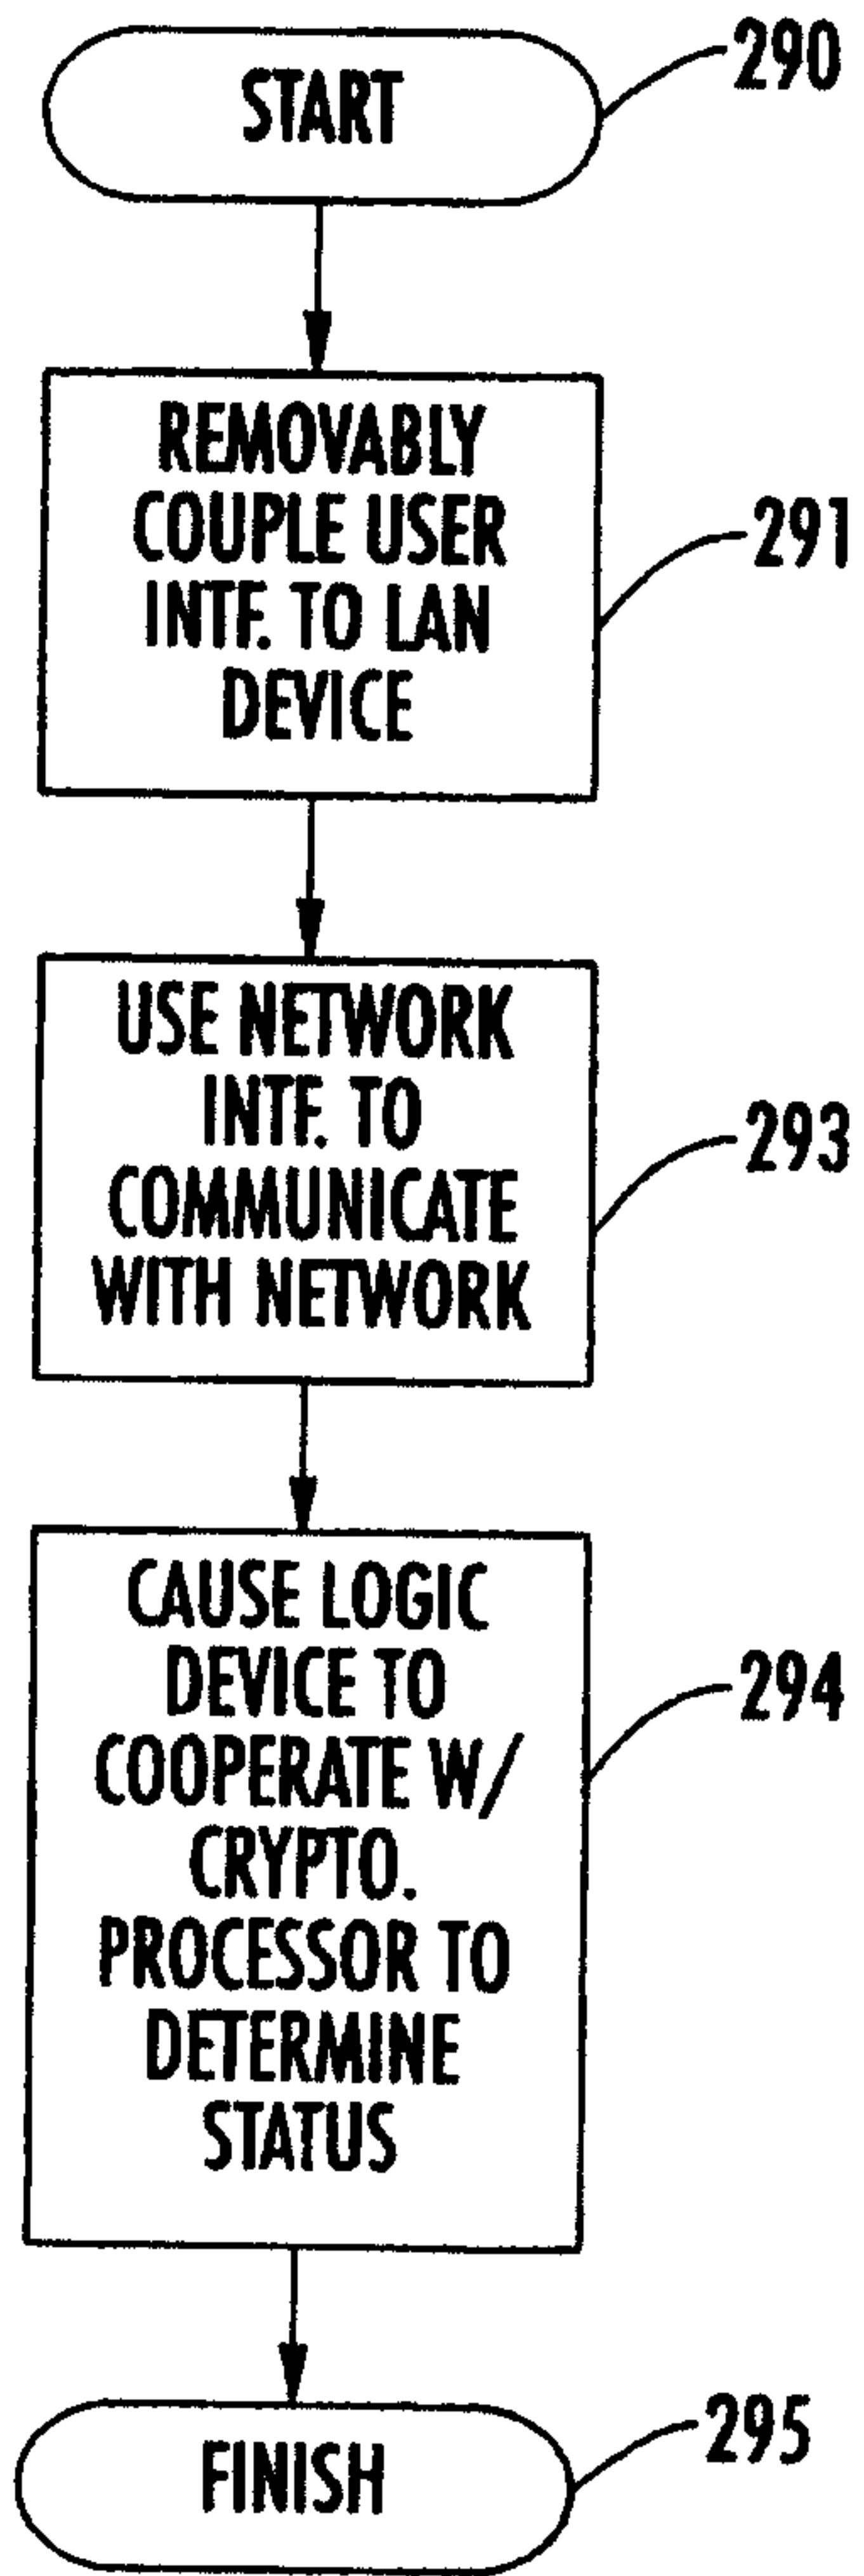 START
290
REMOVABLY
COUPLE USER
INTF. TO LAN
DEVICE
291
USE NETWORK
INTF. TO
COMMUNICATE
WITH NETWORK
293
CAUSE LOGIC
DEVICE TO
COOPERATE W/
CRYPTO.
PROCESSOR TO
DETERMINE
STATUS
294
FINISH
295